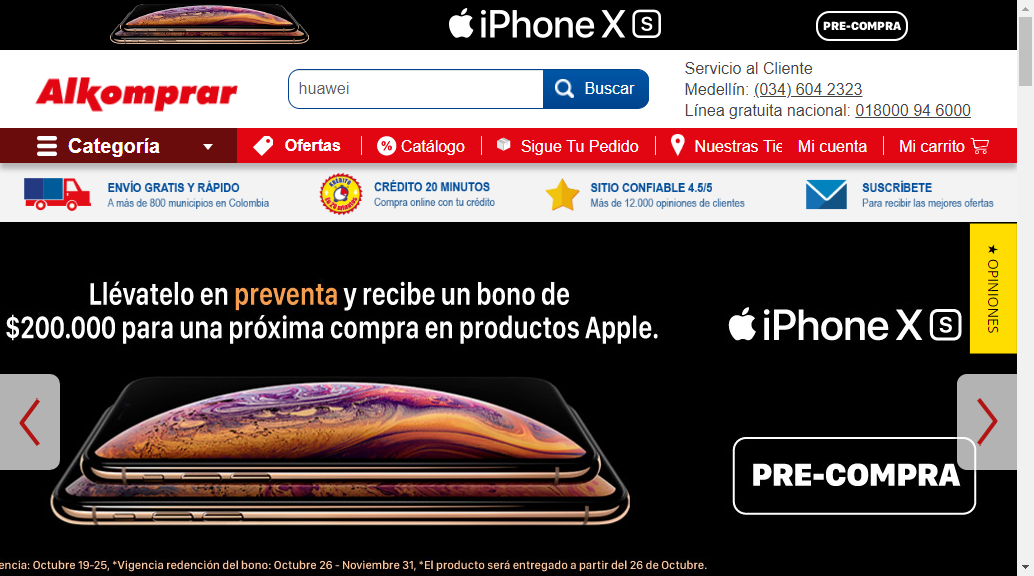 iPhone X S
PRE-COMPRA
Alkomprar
huawei
Buscar
Servicio al Cliente
Medellín: (034) 604 2323
Línea gratuita nacional: 018000 94 6000
Categoría
Ofertas
% Catálogo
Sigue Tu Pedido
Nuestras Tie
Mi cuenta
Mi carrito
ENVÍO GRATIS Y RÁPIDO
A más de 800 municipios en Colombia
CRÉDITO 20 MINUTOS
Compra online con tu crédito
SITIO CONFIABLE 4.5/5
Más de 12.000 opiniones de clientes
SUSCRÍBETE
Para recibir las mejores ofertas
★ OPINIONES
Llévatelo en preventa y recibe un bono de
$200.000 para una próxima compra en productos Apple.
iPhone X S
PRE-COMPRA
encia: Octubre 19-25, *Vigencia redención del bono: Octubre 26 - Noviembre 31, *El producto será entregado a partir del 26 de Octubre.